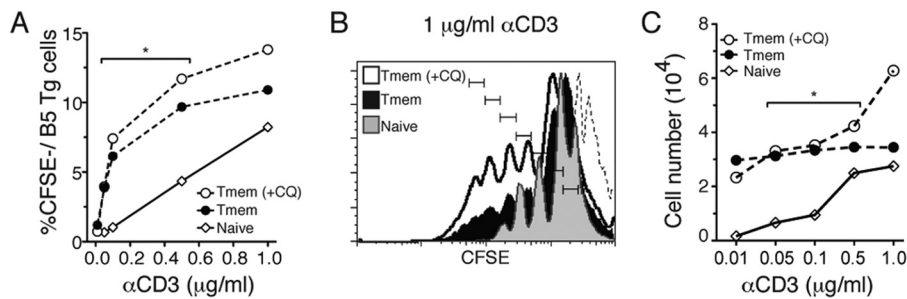 A
%CFSE-/ B5 Tg cells
15
10
5
0
*
Tmem (+CQ)
Tmem
Naive
0.0 0.2 0.4 0.6 0.8 1.0
αCD3 (μg/ml)
B
1 μg/ml αCD3
Tmem (+CQ)
Tmem
Naive
CFSE
C
Tmem (+CQ)
Tmem
Naive
Cell number (10⁴)
8
6
4
2
0
*
0.01 0.05 0.1 0.5 1.0
αCD3 (μg/ml)